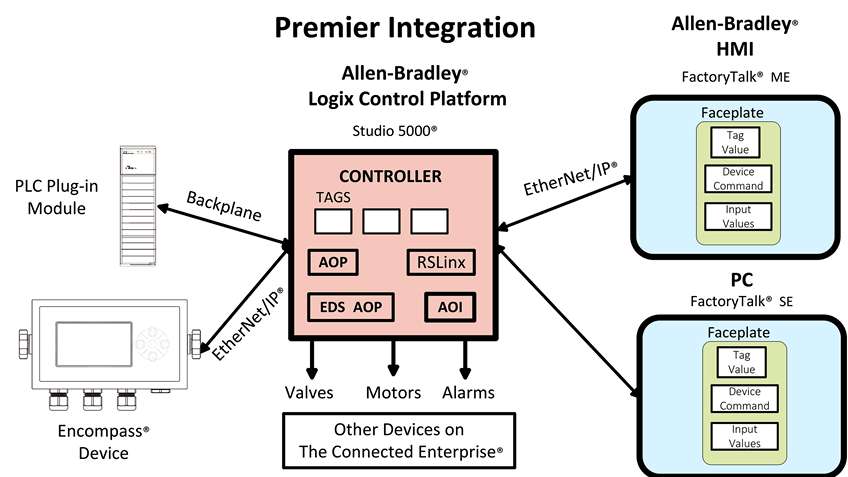 Premier Integration
Allen-Bradley®
HMI
FactoryTalk® ME
Allen-Bradley®
Logix Control Platform
Studio 5000®
PLC Plug-in
Module
Backplane
EtherNet/IP®
Encompass®
Device
CONTROLLER
TAGS
AOP
RSLinx
EDS AOP
AOI
Valves
Motors
Alarms
Other Devices on
The Connected Enterprise®
EtherNet/IP®
Faceplate
Tag
Value
Device
Command
Input
Values
PC
FactoryTalk® SE
Faceplate
Tag
Value
Device
Command
Input
Values